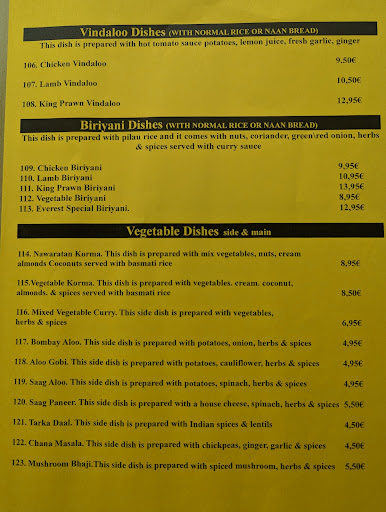 Vindaloo Dishes (WITH NORMAL RICE OR NAAN BREAD)
This dish is prepared with hot tomato sauce potatoes, lemon juice, fresh garlic, ginger
106. Chicken Vindaloo 9.50€
107. Lamb Vindaloo 10,50€
108. King Prawn Vindaloo 12,95€
Biriyani Dishes (WITH NORMAL RICE OR NAAN BREAD)
This dish is prepared with pilau rice and it comes with nuts, coriander, green\red onion, herbs
& spices served with curry sauce
109. Chicken Biriyani 9,95€
110. Lamb Biriyani 10,95€
111. King Prawn Biriyani 13,95€
112. Vegetable Biriyani 8,95€
113. Everest Special Biriyani. 12,95€
Vegetable Dishes side & main
114. Nawaratan Korma. This dish is prepared with mix vegetables, nuts, cream
almonds Coconuts served with basmati rice 8,95€
115.Vegetable Korma. This dish is prepared with vegetables. cream. coconut,
almonds. & spices served with basmati rice 8,50€
116. Mixed Vegetable Curry. This side dish is prepared with vegetables,
herbs & spices 6,95€
117. Bombay Aloo. This side dish is prepared with potatoes, onion, herbs & spices 4,95€
118. Aloo Gobi. This side dish is prepared with potatoes, cauliflower, herbs & spices 4,95€
119. Saag Aloo. This side dish is prepared with potatoes, spinach, herbs & spices 4,95€
120. Saag Paneer. This side dish is prepared with a house cheese, spinach, herbs & spices 5,50€
121. Tarka Daal. This side dish is prepared with Indian spices & lentils 4,50€
122. Chana Masala. This side dish is prepared with chickpeas, ginger, garlic & spices 4,50€
123. Mushroom Bhaji.This side dish is prepared with spiced mushroom, herbs & spices 5,50€